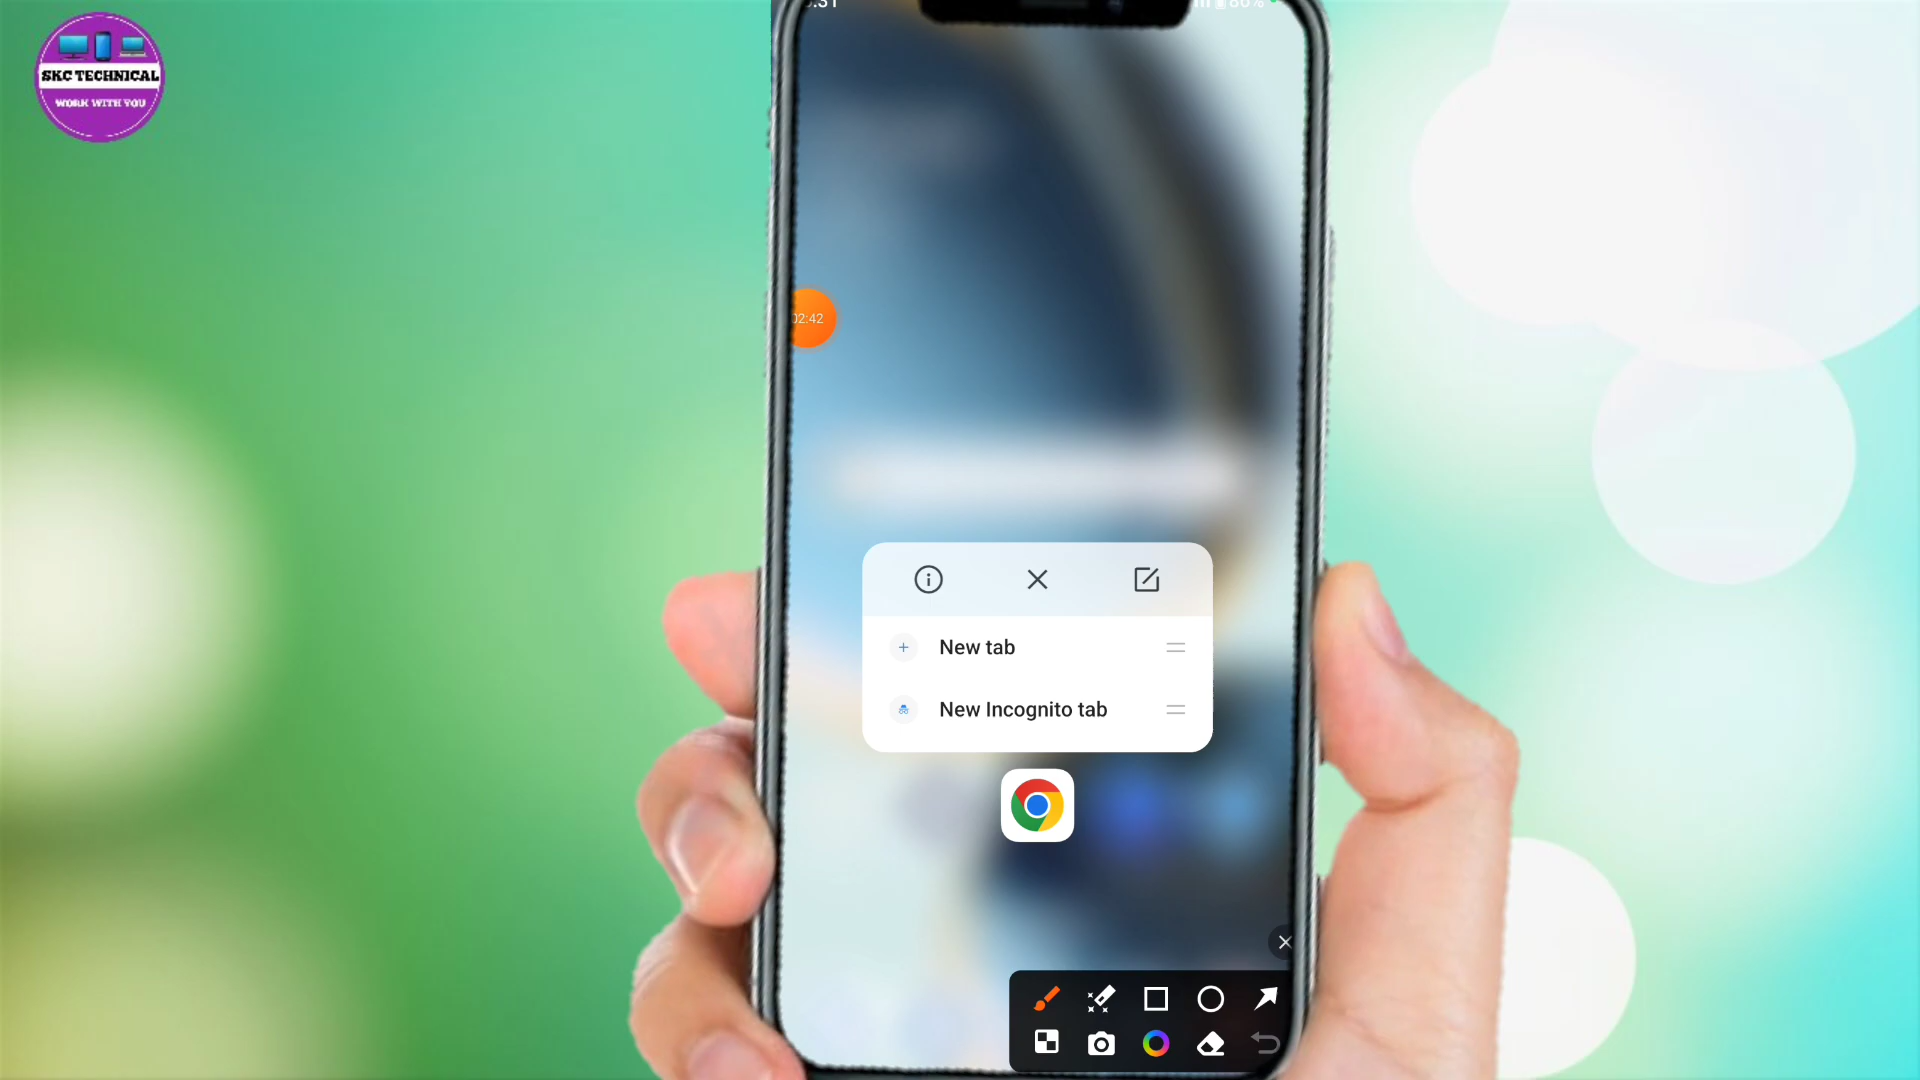 SKC TECHNICAL
WORK WITH YOU
02:42
New tab
New Incognito tab